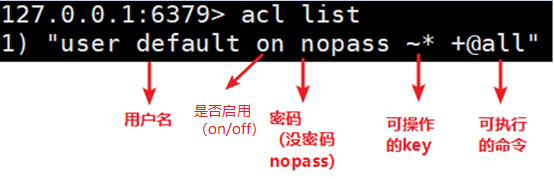 127.0.0.1:6379> acl list
1) "user default on nopass ~* +@all"
用户名
是否启用
（on/off）
密码
（没密码
nopass）
可操作
的key
可执行
的命令